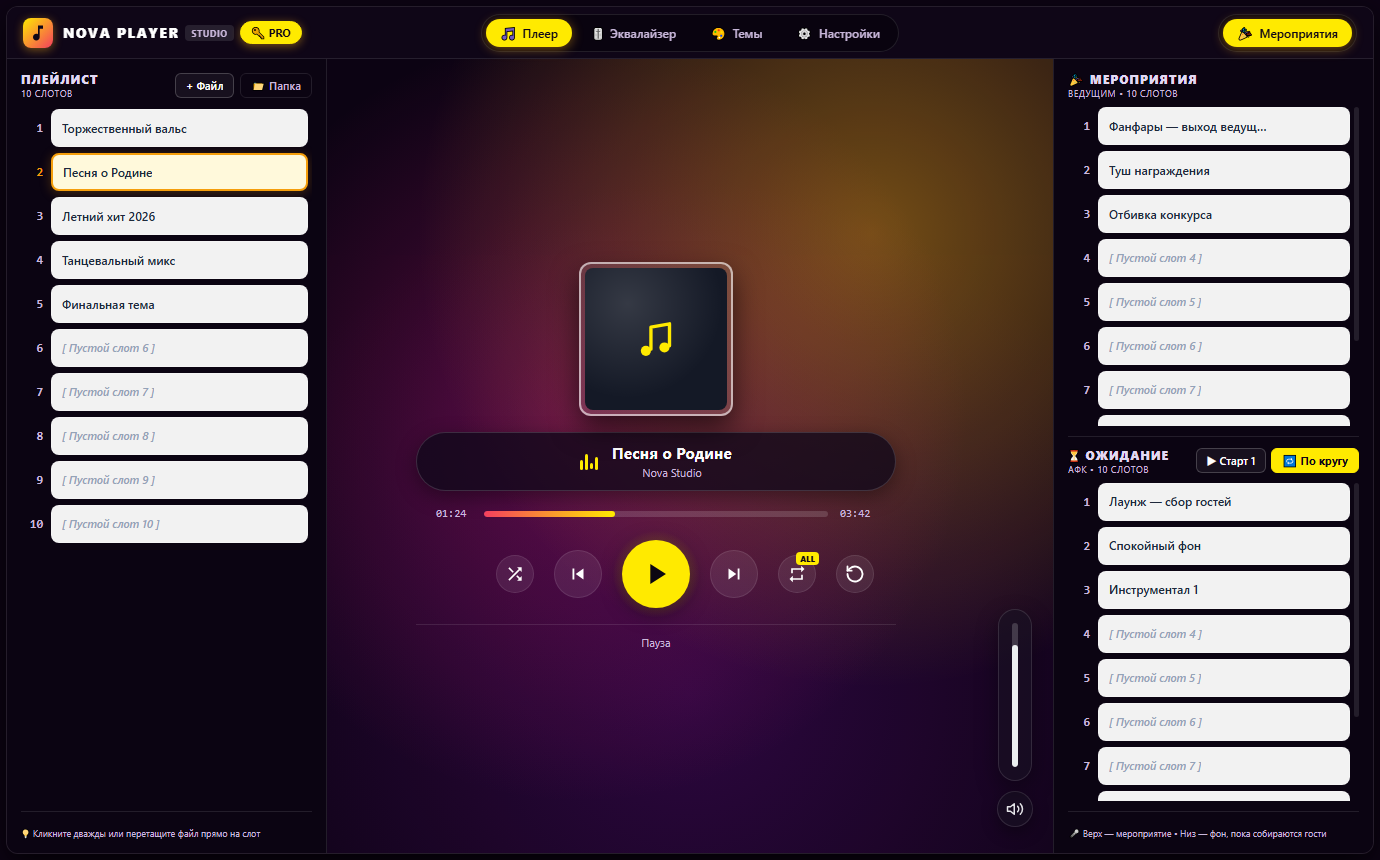 NOVA PLAYER STUDIO PRO
Плеер Эквалайзер Темы Настройки
Мероприятия
ПЛЕЙЛИСТ
10 СЛОТОВ
+ Файл Папка
1 Торжественный вальс
2 Песня о Родине
3 Летний хит 2026
4 Танцевальный микс
5 Финальная тема
6 [ Пустой слот 6 ]
7 [ Пустой слот 7 ]
8 [ Пустой слот 8 ]
9 [ Пустой слот 9 ]
10 [ Пустой слот 10 ]
Кликните дважды или перетащите файл прямо на слот
Песня о Родине
Nova Studio
01:24 03:42
ALL
Пауза
МЕРОПРИЯТИЯ
ВЕДУЩИМ • 10 СЛОТОВ
1 Фанфары — выход ведущ...
2 Туш награждения
3 Отбивка конкурса
4 [ Пустой слот 4 ]
5 [ Пустой слот 5 ]
6 [ Пустой слот 6 ]
7 [ Пустой слот 7 ]
ОЖИДАНИЕ
АФК • 10 СЛОТОВ
Старт 1 По кругу
1 Лаунж — сбор гостей
2 Спокойный фон
3 Инструментал 1
4 [ Пустой слот 4 ]
5 [ Пустой слот 5 ]
6 [ Пустой слот 6 ]
7 [ Пустой слот 7 ]
Верх — мероприятие • Низ — фон, пока собираются гости